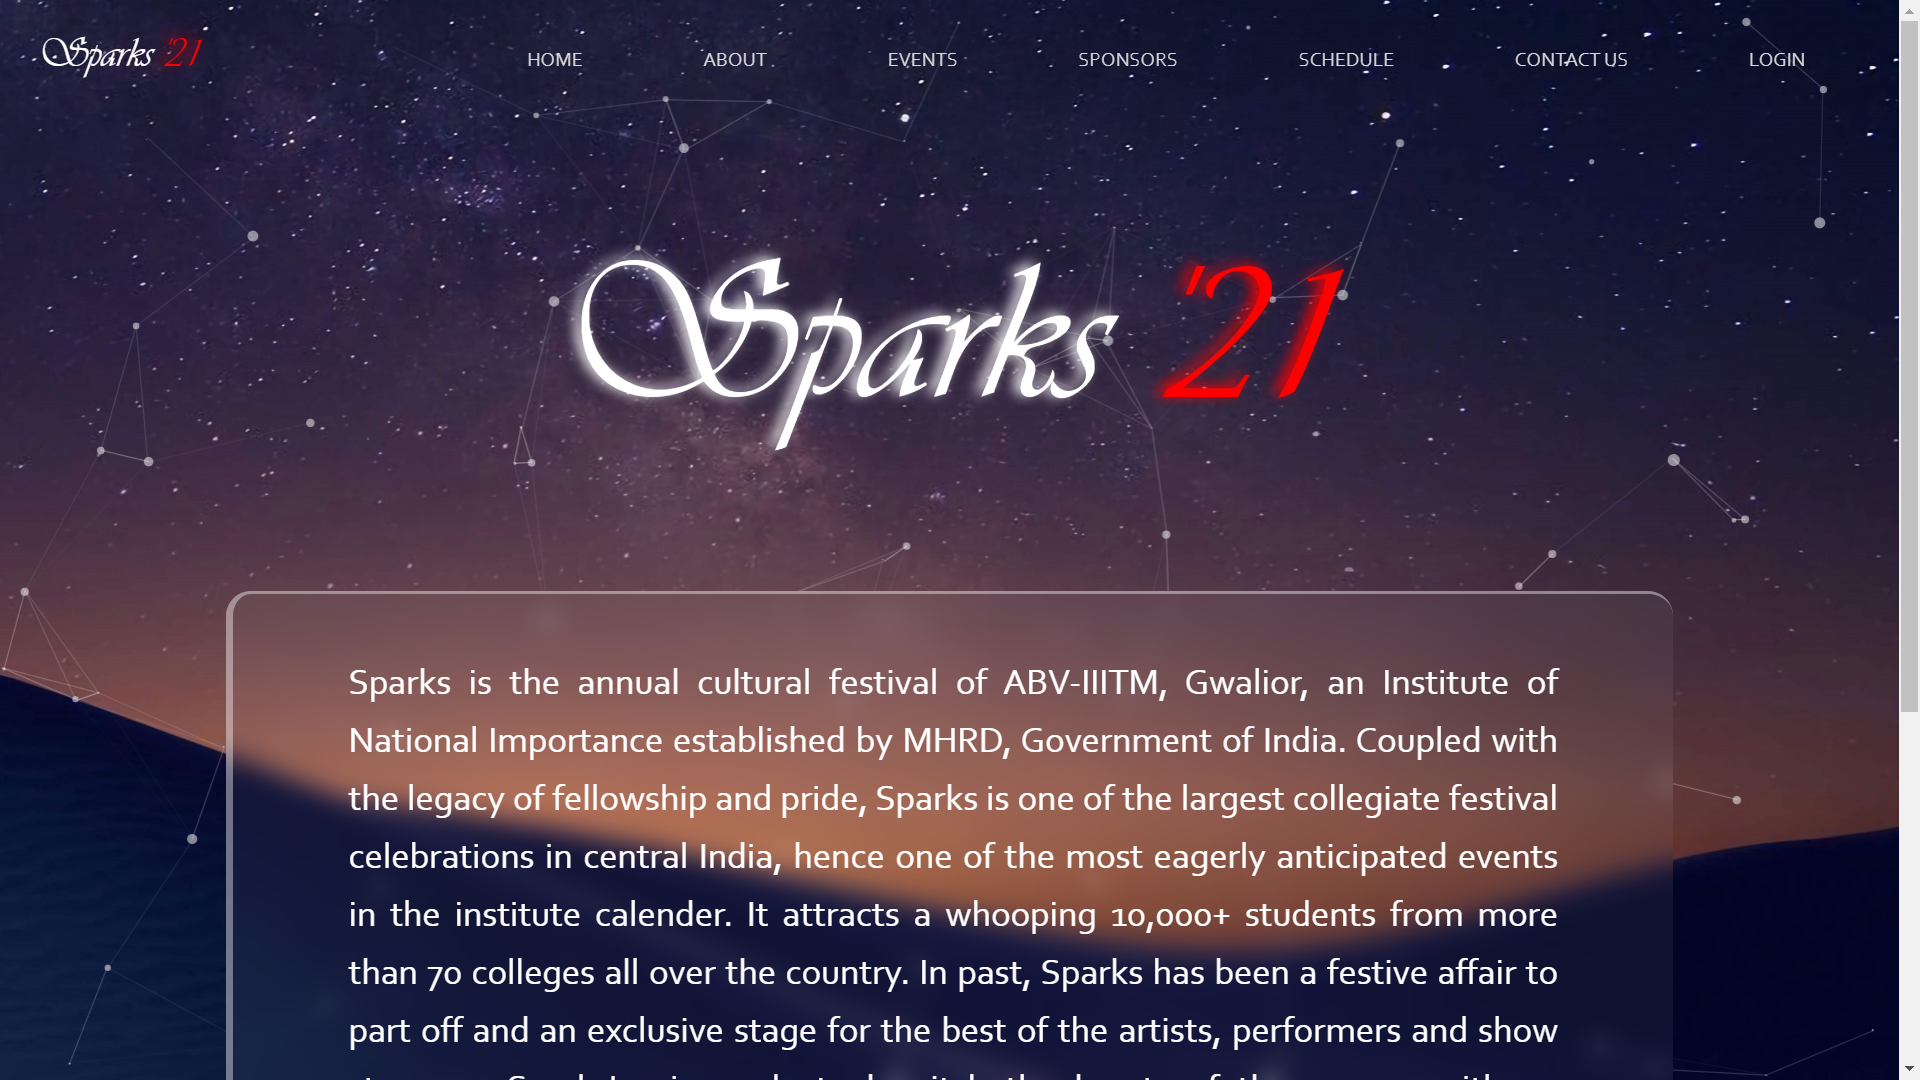 Sparks '21
HOME
ABOUT
EVENTS
SPONSORS
SCHEDULE
CONTACT US
LOGIN
Sparks '21
Sparks is the annual cultural festival of ABV-IIITM, Gwalior, an Institute of
National Importance established by MHRD, Government of India. Coupled with
the legacy of fellowship and pride, Sparks is one of the largest collegiate festival
celebrations in central India, hence one of the most eagerly anticipated events
in the institute calender. It attracts a whooping 10,000+ students from more
than 70 colleges all over the country. In past, Sparks has been a festive affair to
part off and an exclusive stage for the best of the artists, performers and show